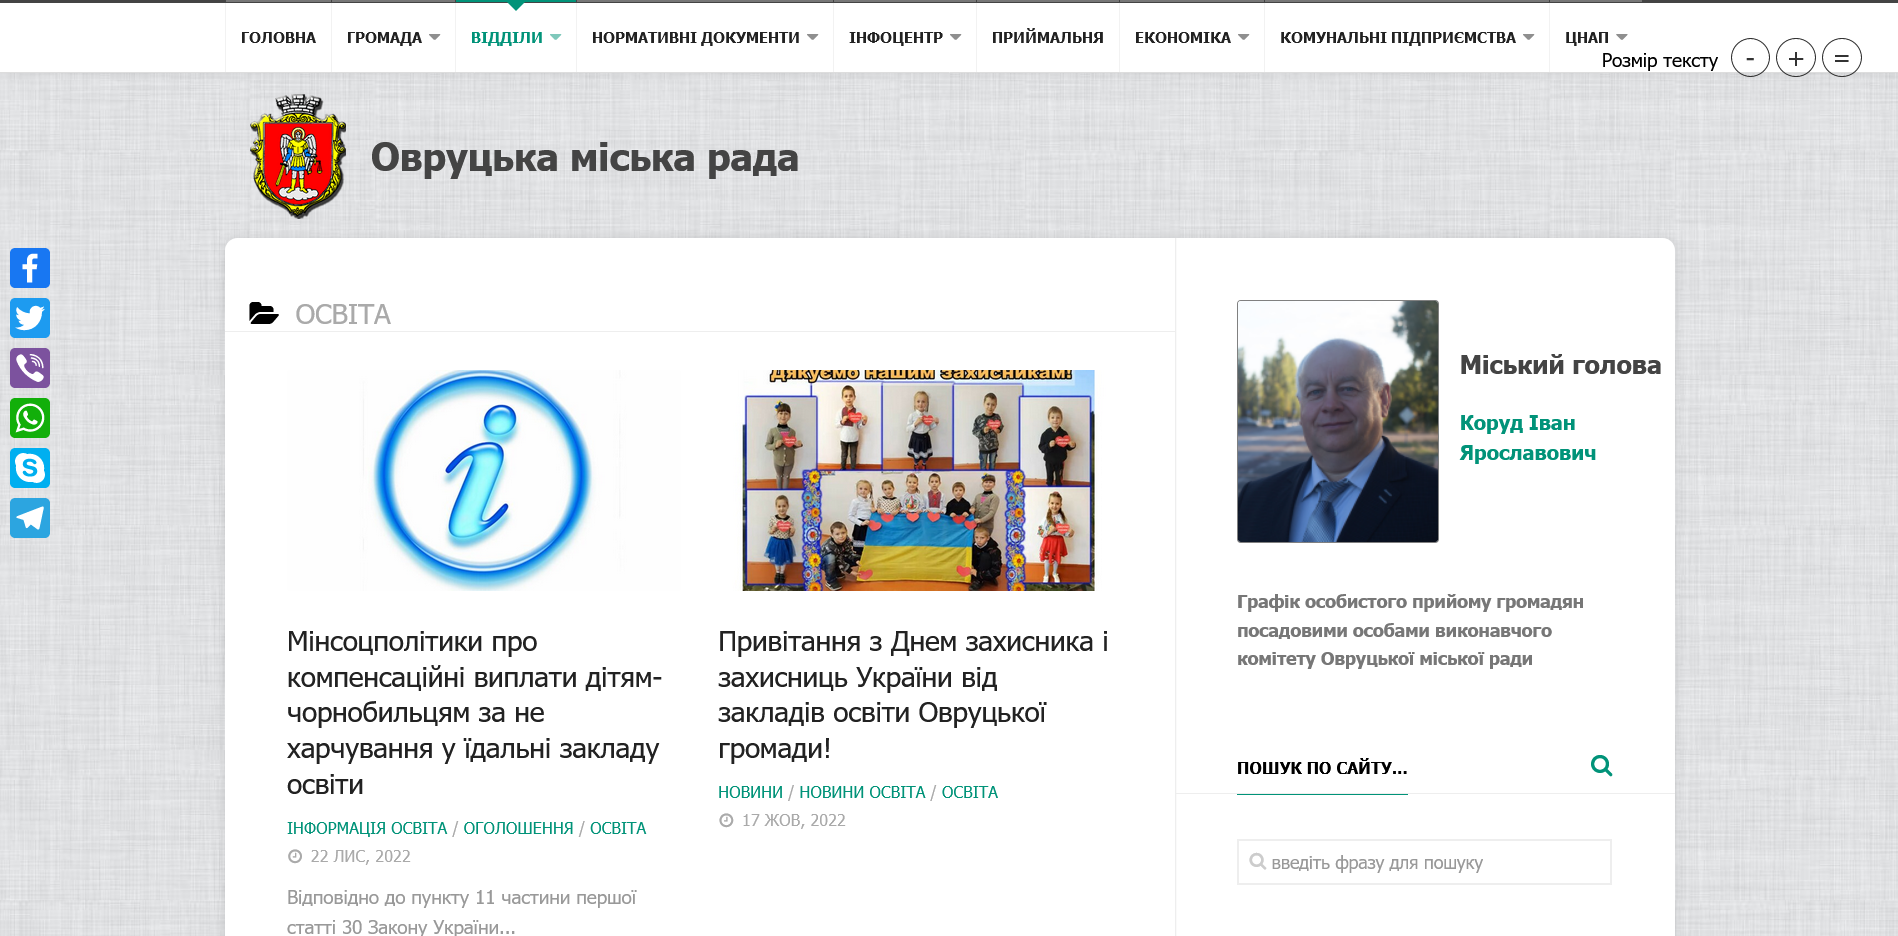 ГОЛОВНА ГРОМАДА ВІДДІЛИ НОРМАТИВНІ ДОКУМЕНТИ ІНФОЦЕНТР ПРИЙМАЛЬНЯ ЕКОНОМІКА КОМУНАЛЬНІ ПІДПРИЄМСТВА ЦНАП
Розмір тексту - + =
Овруцька міська рада
ОСВІТА
Дякуємо нашим захисникам!
Мінсоцполітики про
компенсаційні виплати дітям-
чорнобильцям за не
харчування у їдальні закладу
освіти
ІНФОРМАЦІЯ ОСВІТА / ОГОЛОШЕННЯ / ОСВІТА
22 ЛИС, 2022
Відповідно до пункту 11 частини першої
статті 30 Закону України...
Привітання з Днем захисника і
захисниць України від
закладів освіти Овруцької
громади!
НОВИНИ / НОВИНИ ОСВІТА / ОСВІТА
17 ЖОВ, 2022
Міський голова
Коруд Іван
Ярославович
Графік особистого прийому громадян
посадовими особами виконавчого
комітету Овруцької міської ради
ПОШУК ПО САЙТУ...
введіть фразу для пошуку